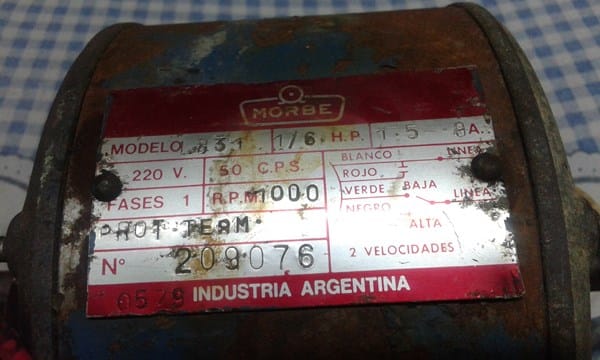 MORBE
MODELO 831 1/6 H.P. 1.5 A.
220 V. 50 C.P.S.
FASES 1 R.P.M 1000
PROT TERM
Nº 209076
BLANCO LINEA
ROJO
VERDE BAJA LINEA
NEGRO ALTA
2 VELOCIDADES
0579 INDUSTRIA ARGENTINA